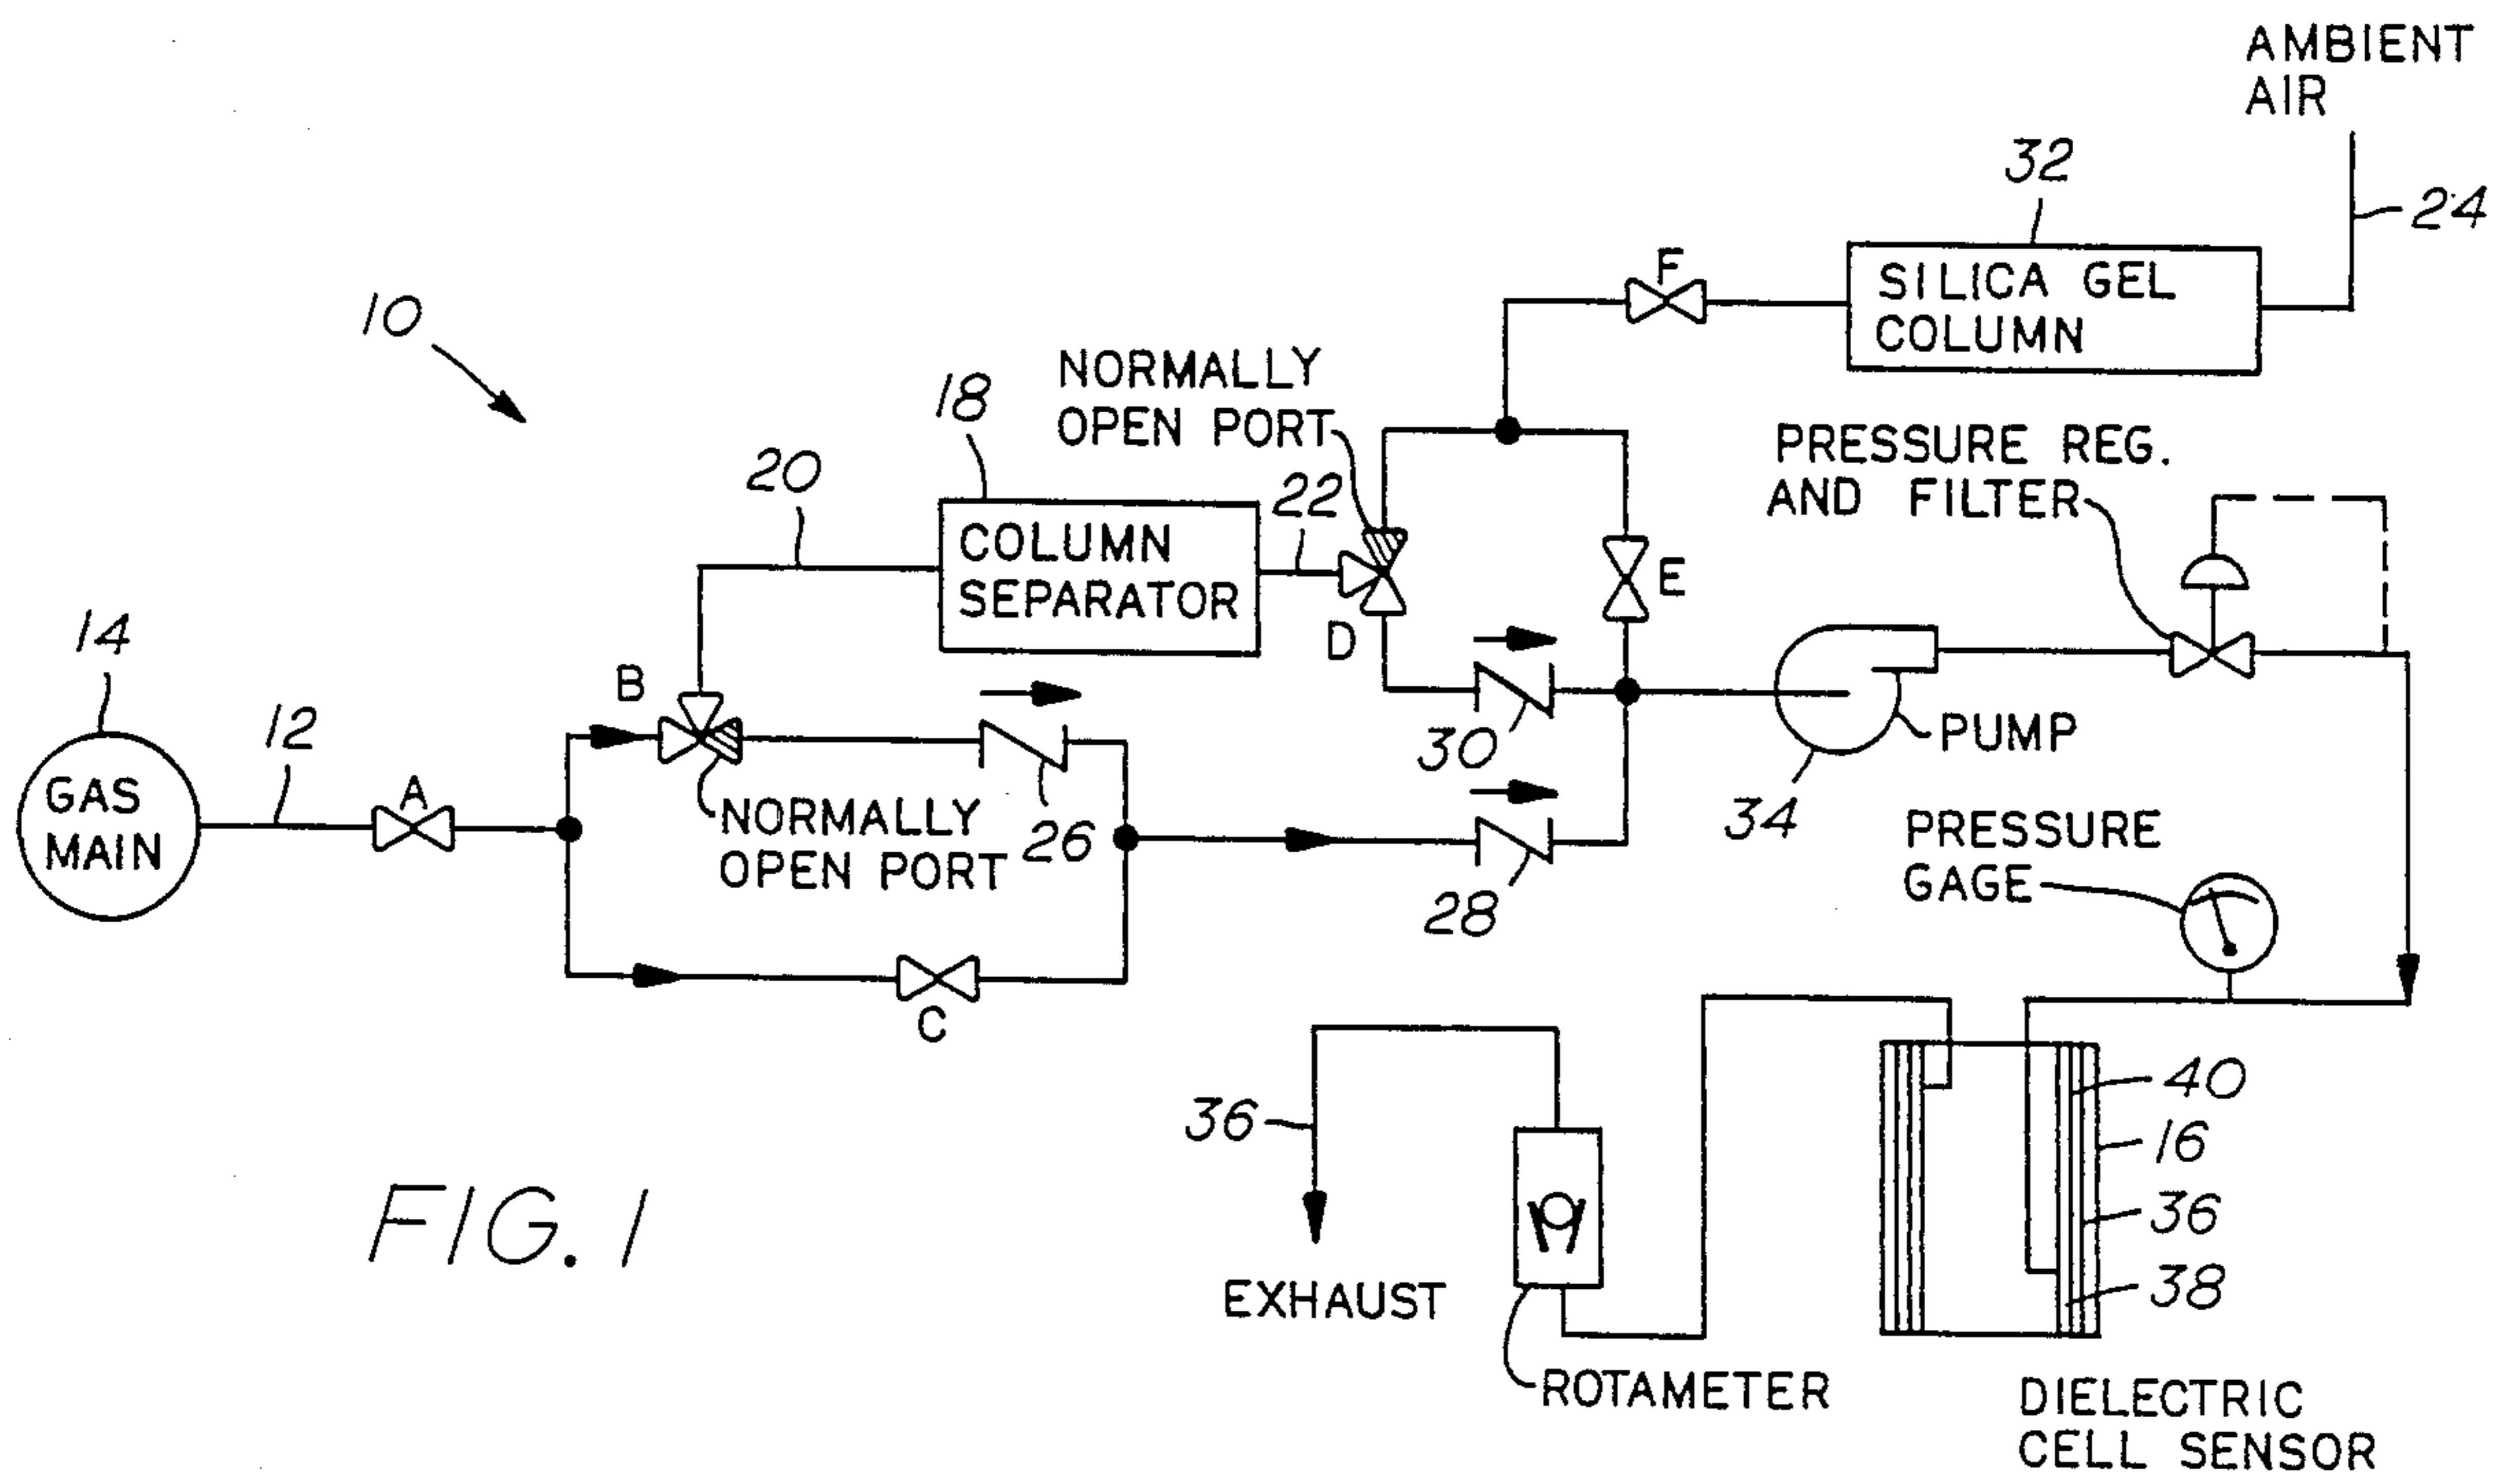 AMBIENT
AIR
32
24
F
SILICA GEL
COLUMN
10
NORMALLY
OPEN PORT
18
20
22
PRESSURE REG.
AND FILTER
COLUMN
SEPARATOR
E
D
14
12
B
A
GAS
MAIN
30
PUMP
34
NORMALLY
OPEN PORT
26
28
PRESSURE
GAGE
C
40
16
36
38
36
EXHAUST
ROTAMETER
FIG. 1
DIELECTRIC
CELL SENSOR